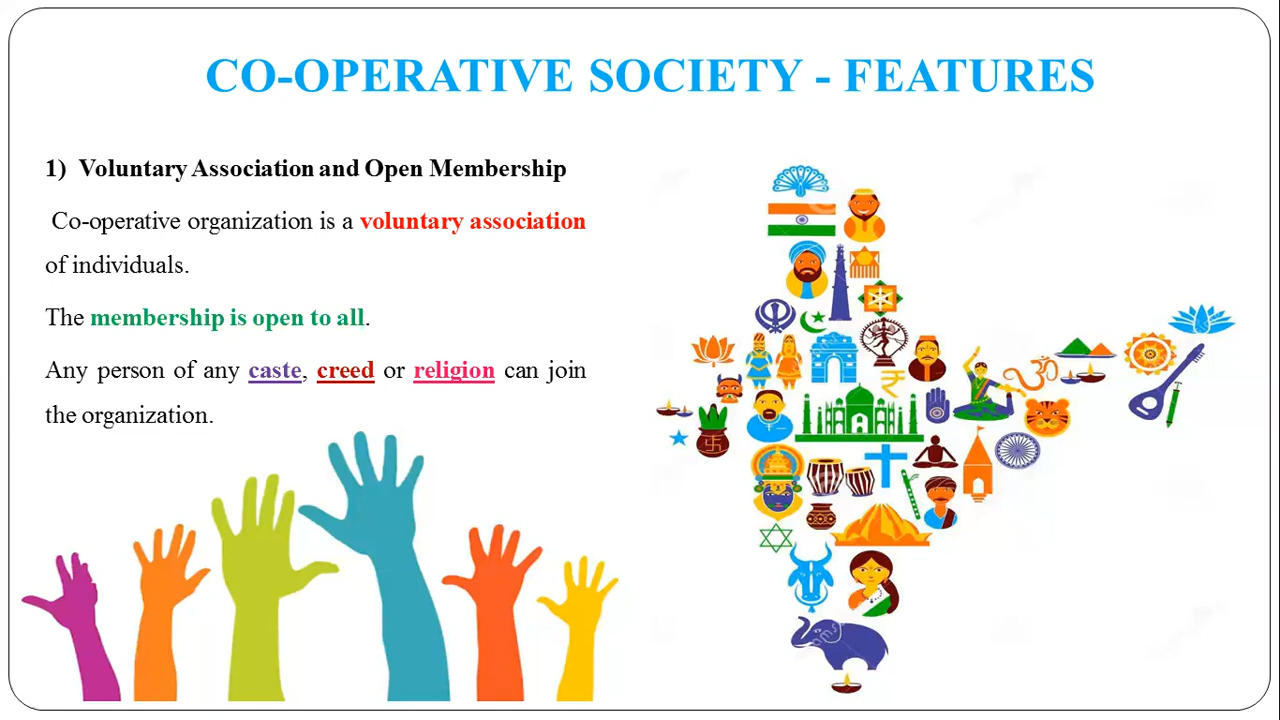 CO-OPERATIVE SOCIETY - FEATURES
1) Voluntary Association and Open Membership
Co-operative organization is a voluntary association
of individuals.
The membership is open to all.
Any person of any caste, creed or religion can join
the organization.